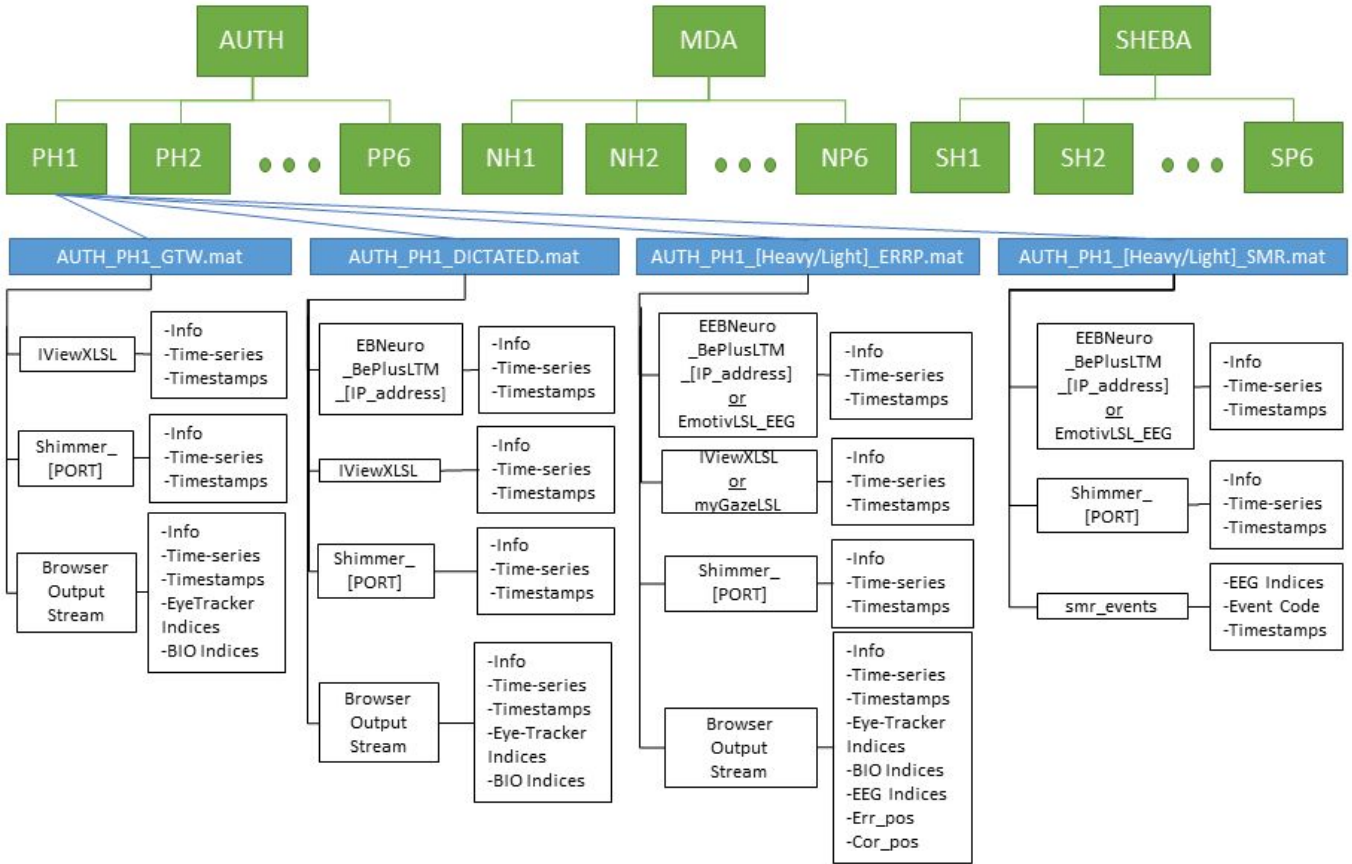 AUTH
MDA
SHEBA
PH1
PH2
PP6
NH1
NH2
NP6
SH1
SH2
SP6
AUTH_PH1_GTW.mat
AUTH_PH1_DICTATED.mat
AUTH_PH1_[Heavy/Light]_ERRP.mat
AUTH_PH1_[Heavy/Light]_SMR.mat
IViewXLSL
-Info
-Time-series
-Timestamps
Shimmer_
[PORT]
-Info
-Time-series
-Timestamps
Browser
Output
Stream
-Info
-Time-series
-Timestamps
-EyeTracker
Indices
-BIO Indices
EBNeuro
_BePlusLTM
_[IP_address]
-Info
-Time-series
-Timestamps
IViewXLSL
-Info
-Time-series
-Timestamps
Shimmer_
[PORT]
-Info
-Time-series
-Timestamps
Browser
Output
Stream
-Info
-Time-series
-Timestamps
-Eye-Tracker
Indices
-BIO Indices
EEBNeuro
_BePlusLTM
_[IP_address]
or
EmotivLSL_EEG
-Info
-Time-series
-Timestamps
IViewXLSL
or
myGazeLSL
-Info
-Time-series
-Timestamps
Shimmer_
[PORT]
-Info
-Time-series
-Timestamps
Browser
Output
Stream
-Info
-Time-series
-Timestamps
-Eye-Tracker
Indices
-BIO Indices
-EEG Indices
-Err_pos
-Cor_pos
EEBNeuro
_BePlusLTM
_[IP_address]
or
EmotivLSL_EEG
-Info
-Time-series
-Timestamps
Shimmer_
[PORT]
-Info
-Time-series
-Timestamps
smr_events
-EEG Indices
-Event Code
-Timestamps